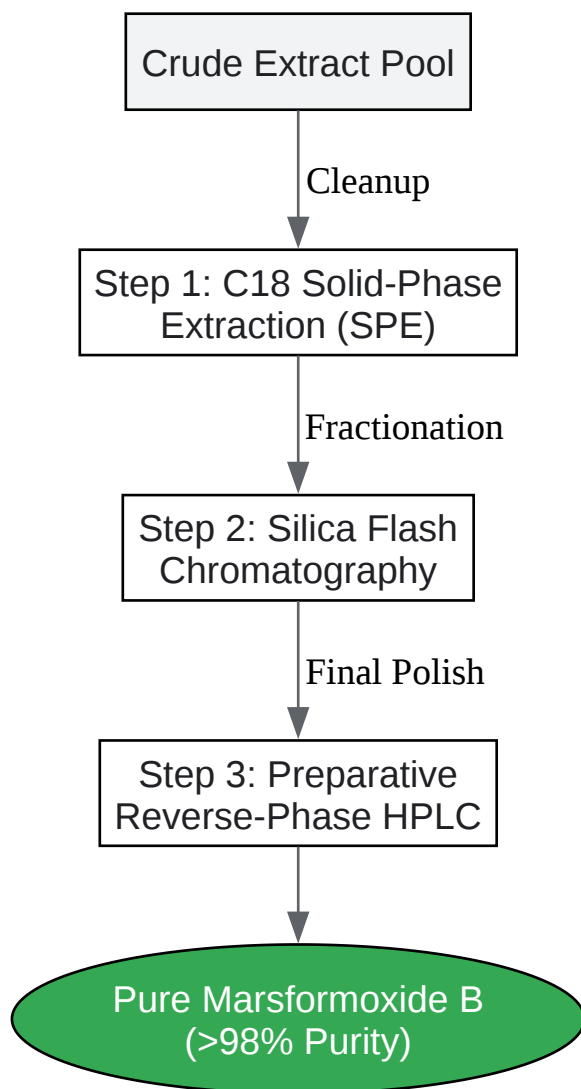 Crude Extract Pool
Cleanup
Step 1: C18 Solid-Phase
Extraction (SPE)
Fractionation
Step 2: Silica Flash
Chromatography
Final Polish
Step 3: Preparative
Reverse-Phase HPLC
Pure Marsformoxide B
(>98% Purity)